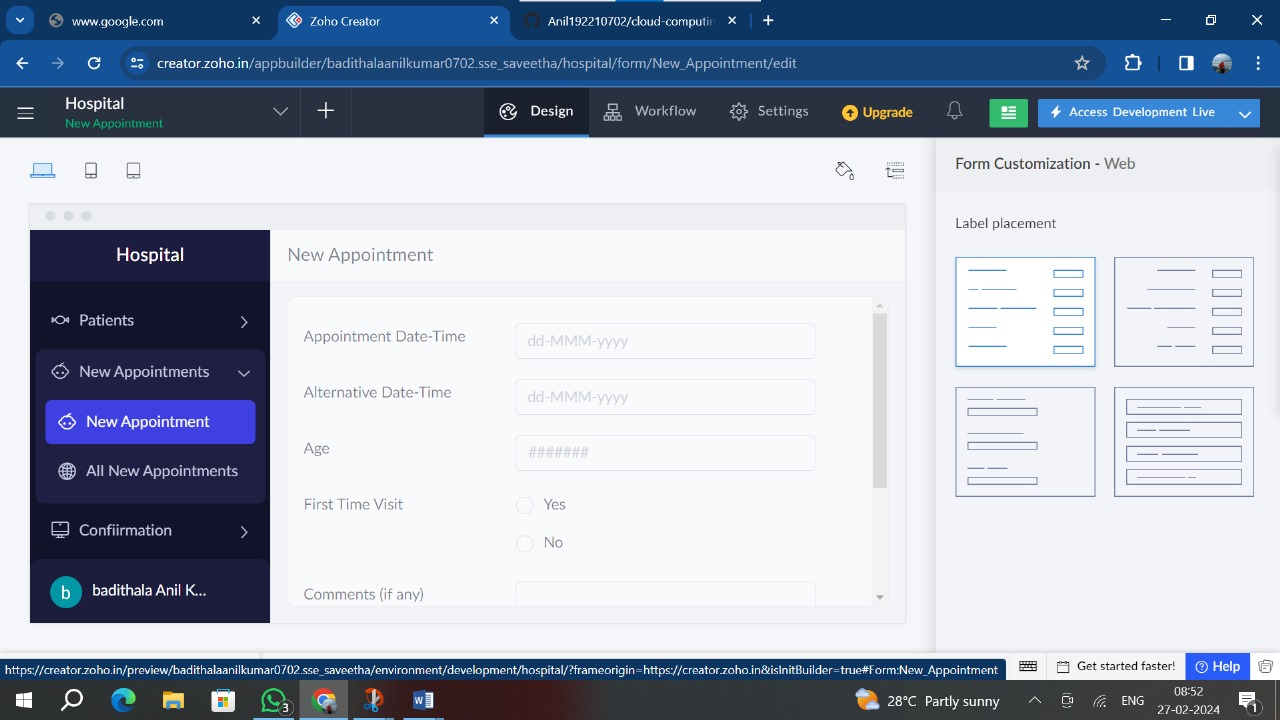 www.google.com
Zoho Creator
Anil192210702/cloud-computin
creator.zoho.in/appbuilder/badithalaanilkumar0702.sse_saveetha/hospital/form/New_Appointment/edit
Hospital
New Appointment
Design
Workflow
Settings
Upgrade
Access Development Live
Form Customization - Web
Label placement
Hospital
Patients
New Appointments
New Appointment
All New Appointments
Confiirmation
b
badithala Anil K...
New Appointment
Appointment Date-Time
dd-MMM-yyyy
Alternative Date-Time
dd-MMM-yyyy
Age
#######
First Time Visit
Yes
No
Comments (if any)
https://creator.zoho.in/preview/badithalaanilkumar0702.sse_saveetha/environment/development/hospital/?frameorigin=https://creator.zoho.in&isInitBuilder=true#Form:New_Appointment
Get started faster!
Help
3
28°C Partly sunny
ENG
08:52
27-02-2024
1